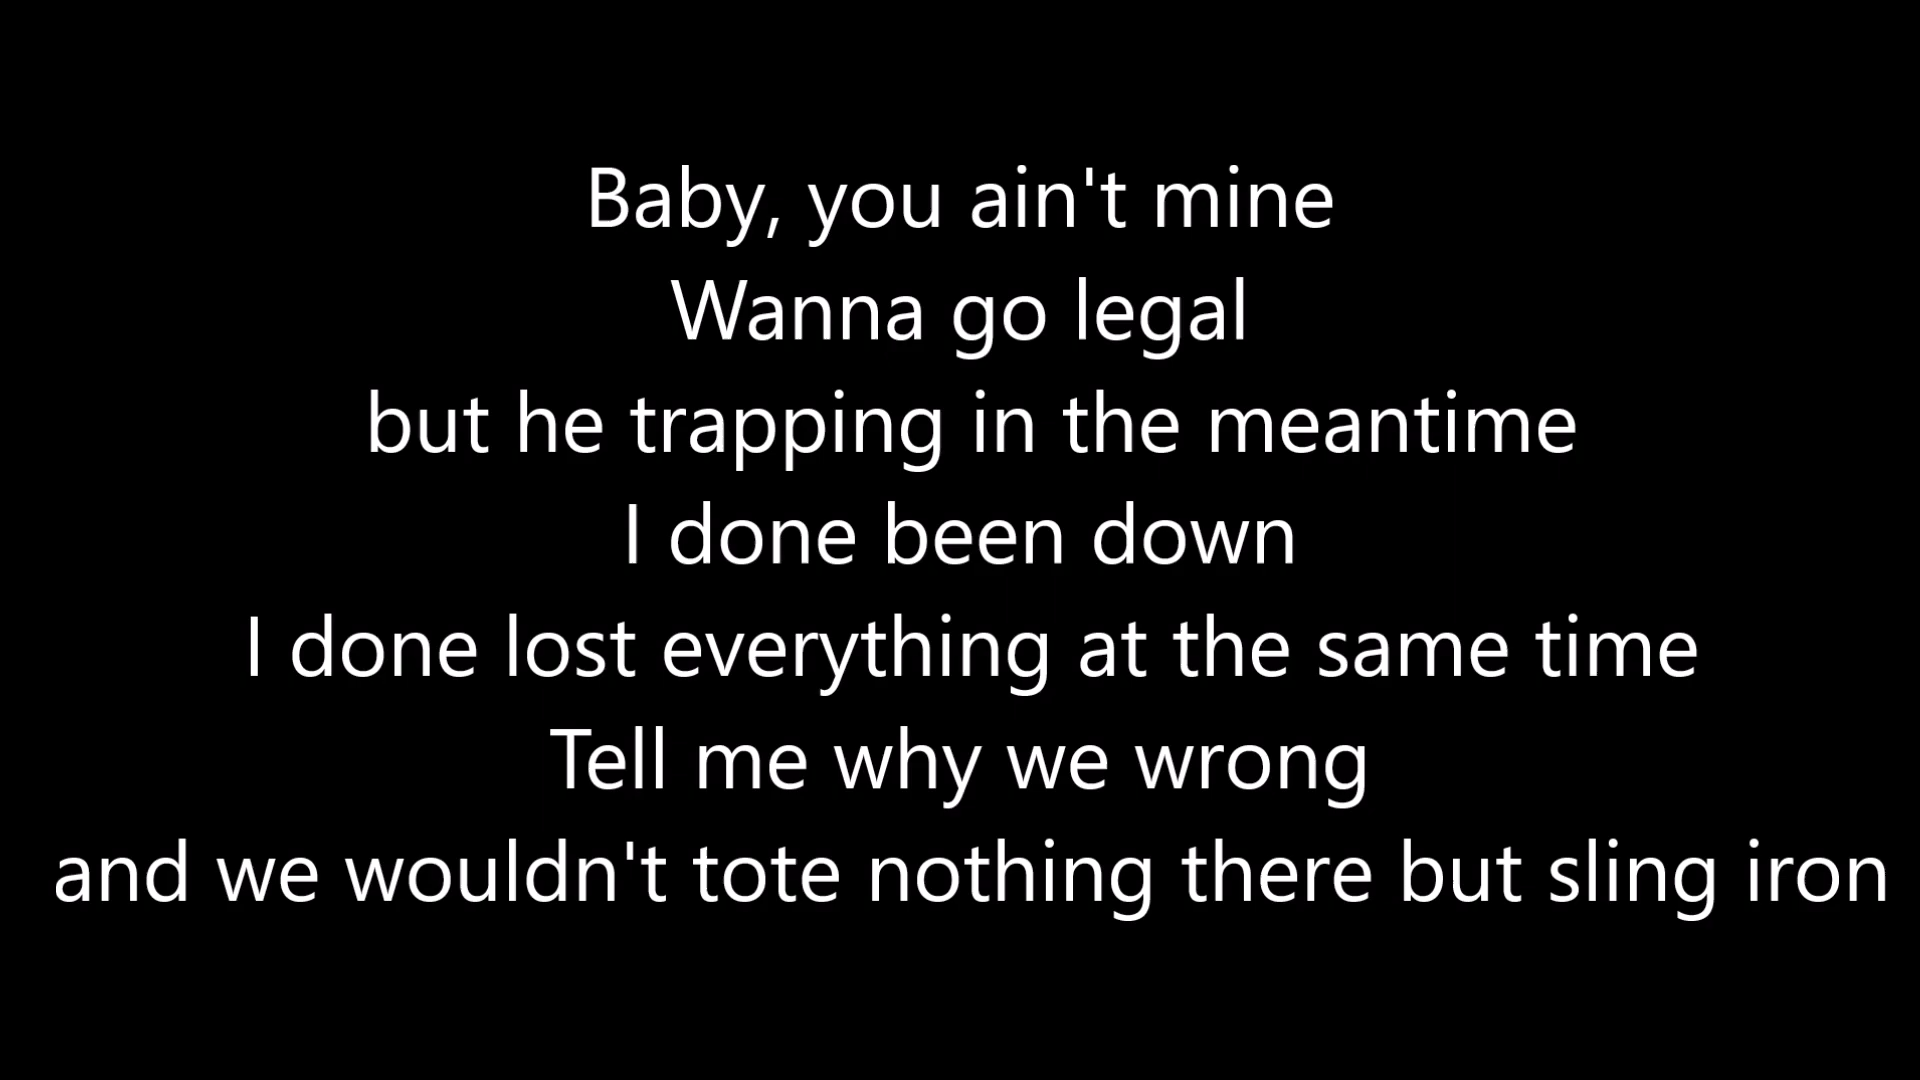 Baby, you ain't mine
Wanna go legal
but he trapping in the meantime
I done been down
I done lost everything at the same time
Tell me why we wrong
and we wouldn't tote nothing there but sling iron